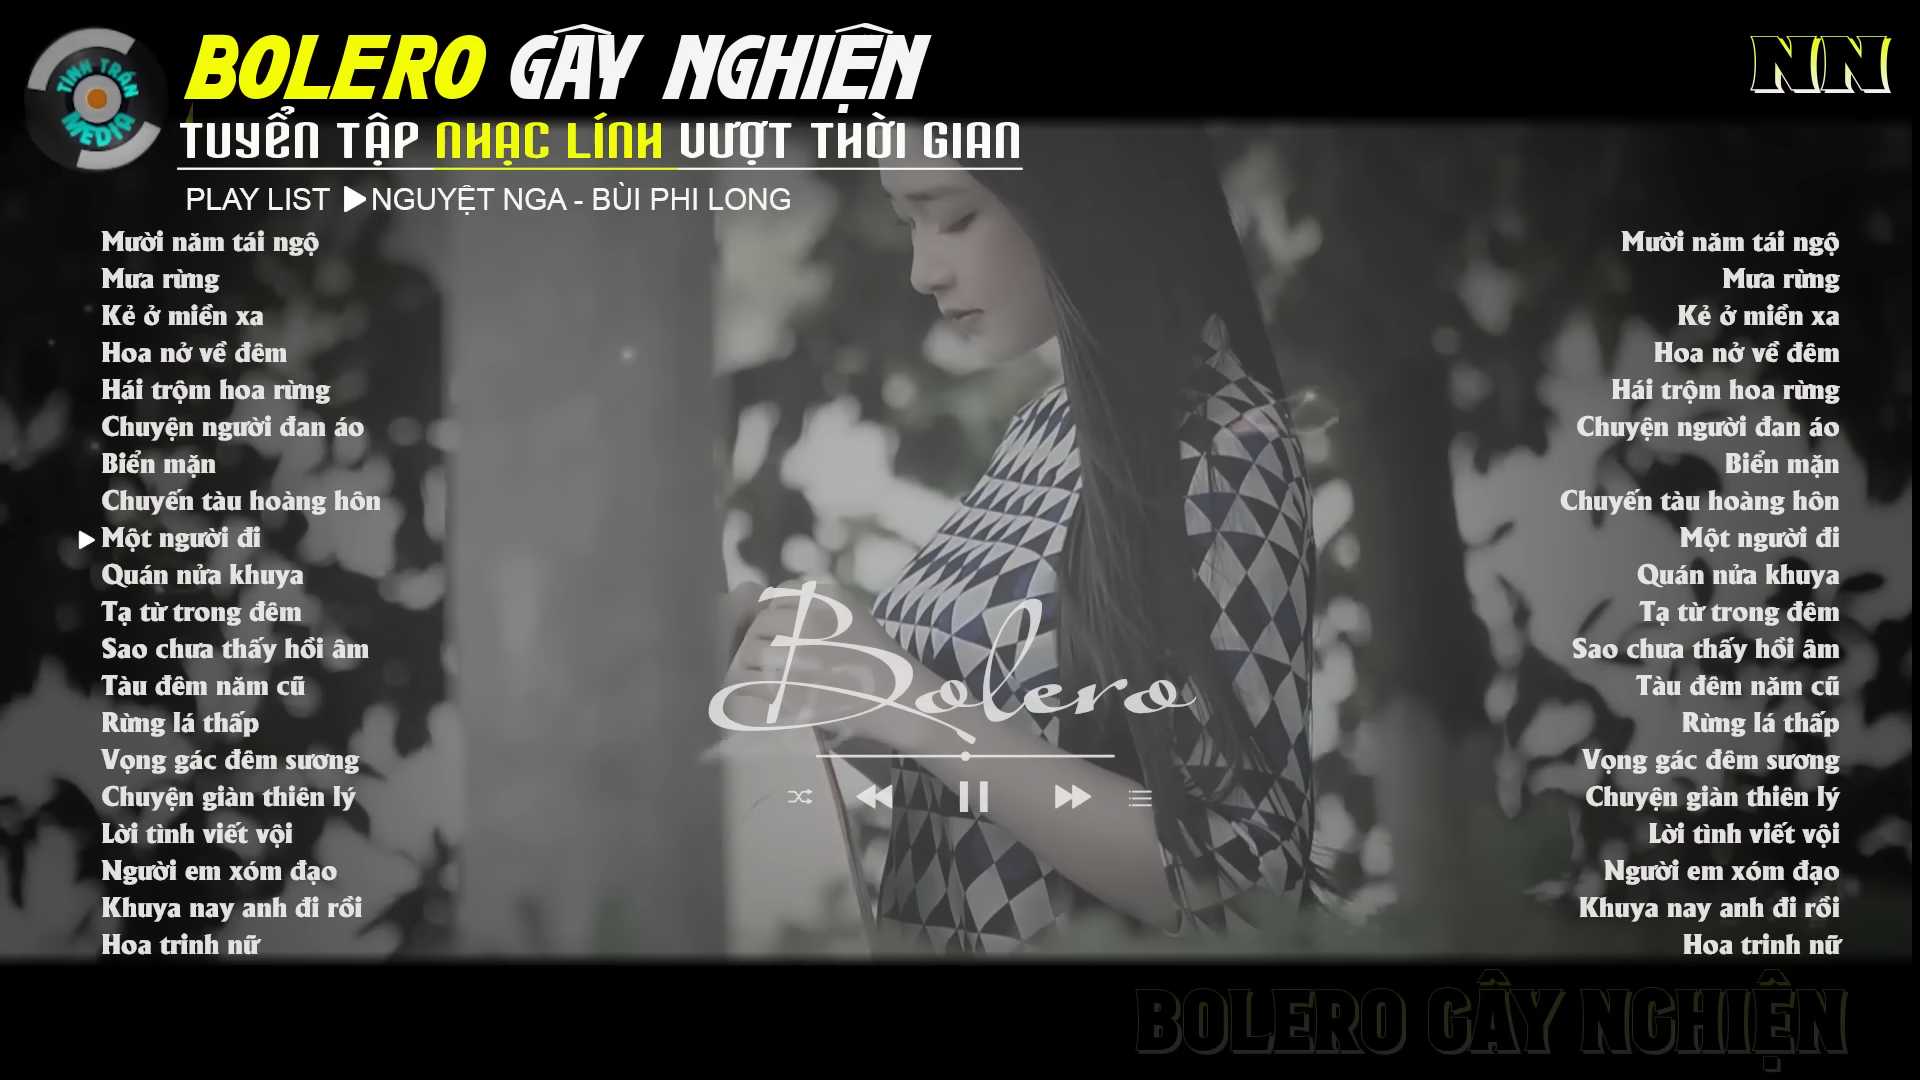 TÌNH TRẦN
MEDIA
BOLERO GÂY NGHIỆN
NN
TUYỂN TẬP NHẠC LÍNH VƯỢT THỜI GIAN
PLAY LIST ▶NGUYỆT NGA - BÙI PHI LONG
Mười năm tái ngộ
Mưa rừng
Kẻ ở miền xa
Hoa nở về đêm
Hái trộm hoa rừng
Chuyện người đan áo
Biển mặn
Chuyến tàu hoàng hôn
Một người đi
Quán nửa khuya
Tạ từ trong đêm
Sao chưa thấy hồi âm
Tàu đêm năm cũ
Rừng lá thấp
Vọng gác đêm sương
Chuyện giàn thiên lý
Lời tình viết vội
Người em xóm đạo
Khuya nay anh đi rồi
Hoa trinh nữ
Bolero
Mười năm tái ngộ
Mưa rừng
Kẻ ở miền xa
Hoa nở về đêm
Hái trộm hoa rừng
Chuyện người đan áo
Biển mặn
Chuyến tàu hoàng hôn
Một người đi
Quán nửa khuya
Tạ từ trong đêm
Sao chưa thấy hồi âm
Tàu đêm năm cũ
Rừng lá thấp
Vọng gác đêm sương
Chuyện giàn thiên lý
Lời tình viết vội
Người em xóm đạo
Khuya nay anh đi rồi
Hoa trinh nữ
BOLERO GÂY NGHIỆN